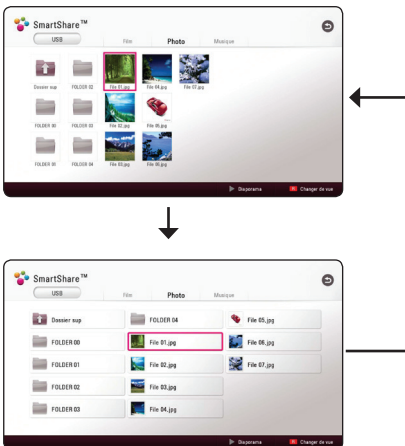 SmartShare™
USB
Film
Photo
Musique
Dossier sup
FOLDER 02
File 01.jpg
File 04.jpg
File 07.jpg
FOLDER 00
FOLDER 03
File 02.jpg
File 05.jpg
FOLDER 01
FOLDER 04
File 03.jpg
File 06.jpg
Diaporama
Changer de vue
SmartShare™
USB
Film
Photo
Musique
Dossier sup
FOLDER 04
File 05.jpg
FOLDER 00
File 01.jpg
File 06.jpg
FOLDER 01
File 02.jpg
File 07.jpg
FOLDER 02
File 03.jpg
FOLDER 03
File 04.jpg
Diaporama
Changer de vue